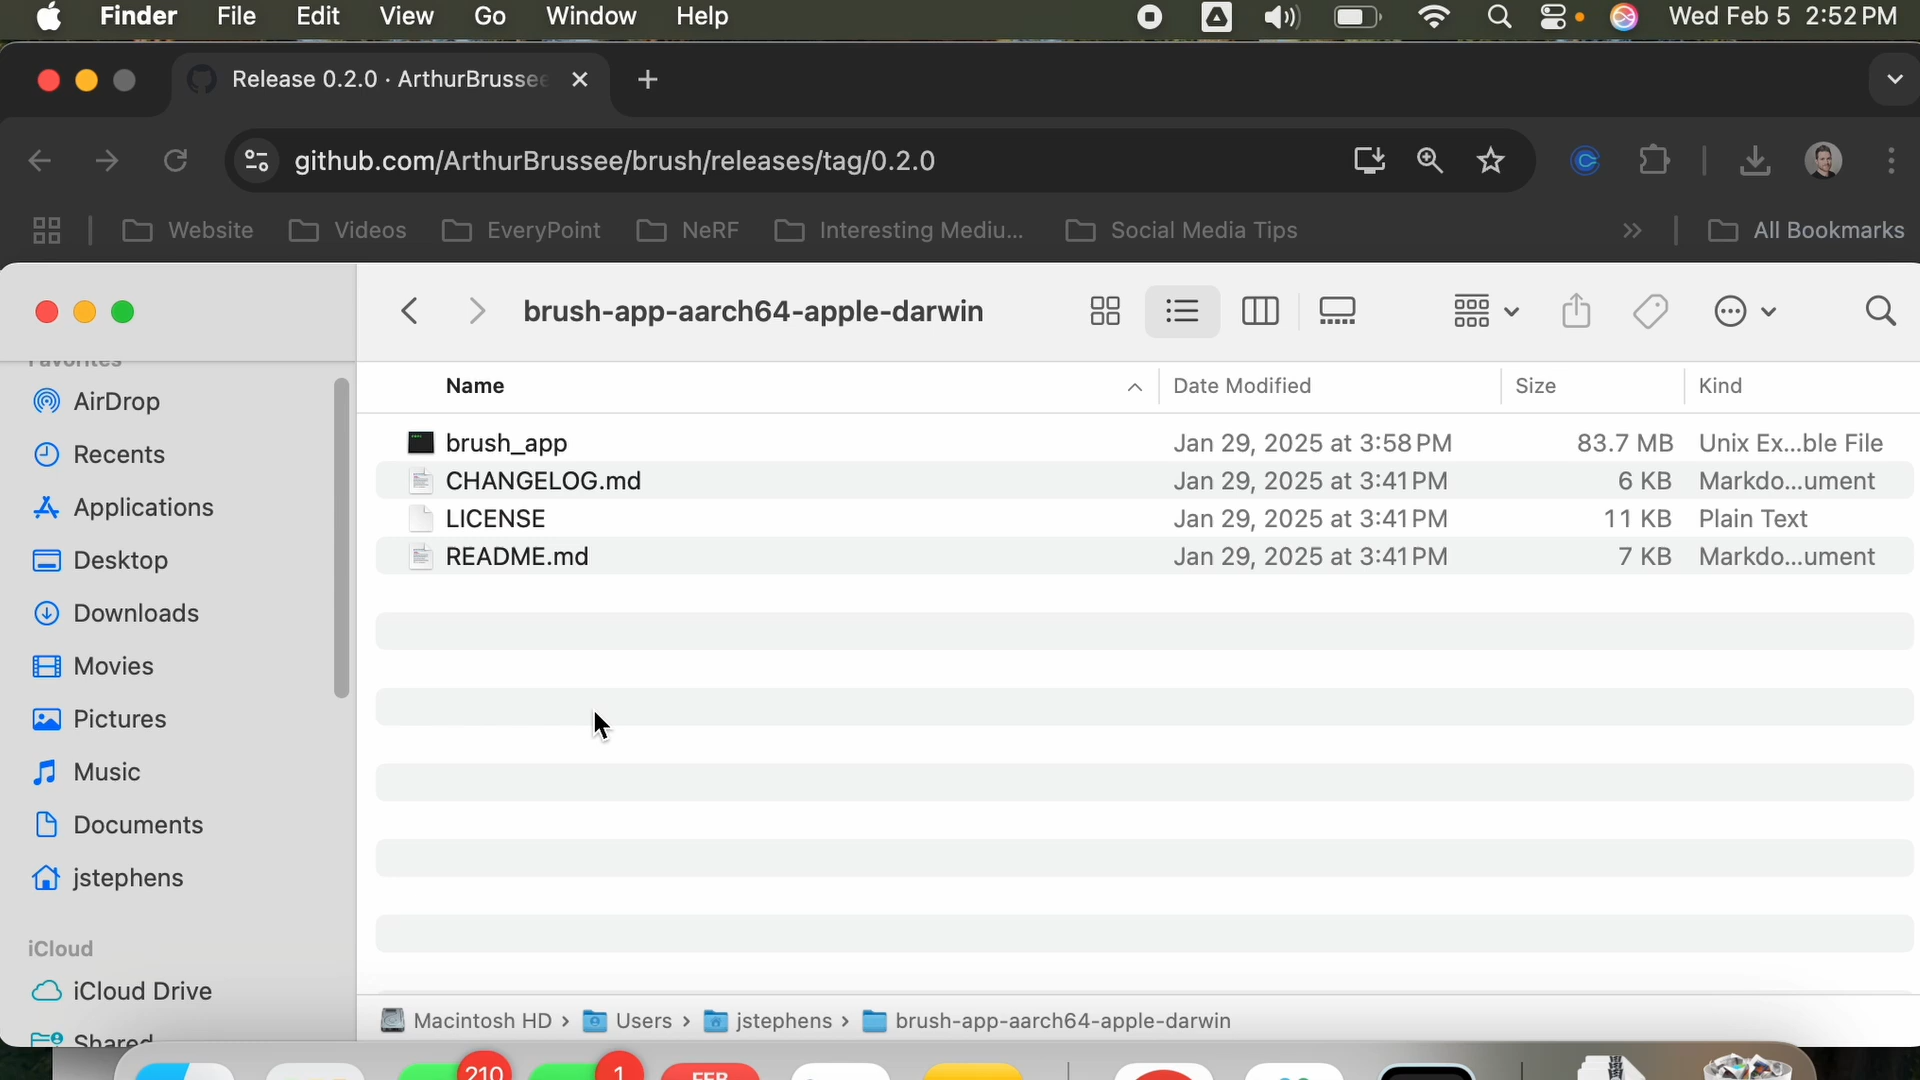 Finder File Edit View Go Window Help Wed Feb 5 2:52 PM
Release 0.2.0 · ArthurBrussee
github.com/ArthurBrussee/brush/releases/tag/0.2.0
Website Videos EveryPoint NeRF Interesting Mediu... Social Media Tips All Bookmarks
brush-app-aarch64-apple-darwin
Favorites
Name Date Modified Size Kind
AirDrop
brush_app Jan 29, 2025 at 3:58 PM 83.7 MB Unix Ex...ble File
Recents
CHANGELOG.md Jan 29, 2025 at 3:41 PM 6 KB Markdo...ument
Applications
LICENSE Jan 29, 2025 at 3:41 PM 11 KB Plain Text
Desktop
README.md Jan 29, 2025 at 3:41 PM 7 KB Markdo...ument
Downloads
Movies
Pictures
Music
Documents
jstephens
iCloud
iCloud Drive
Macintosh HD › Users › jstephens › brush-app-aarch64-apple-darwin
Shared
210 1 FEB